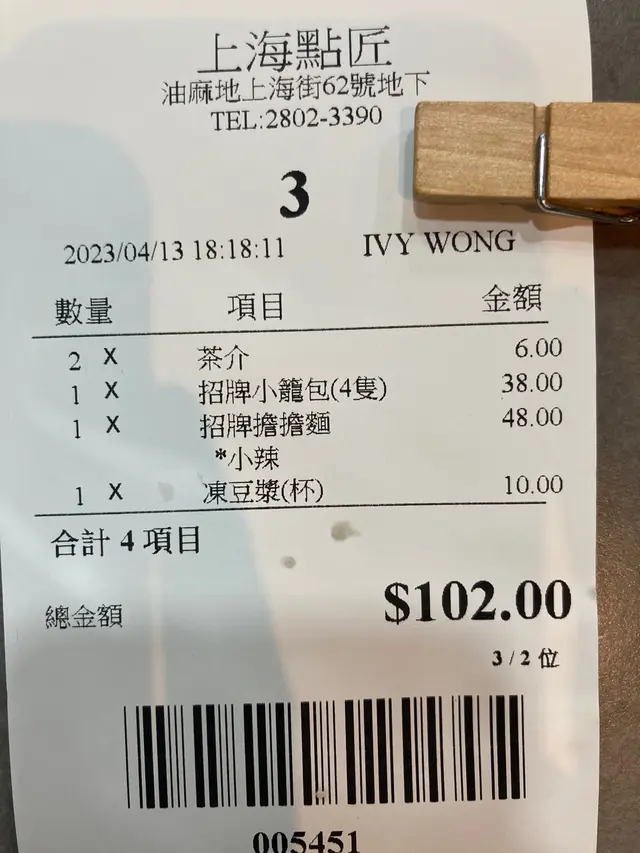 上海點匠
油麻地上海街62號地下
TEL:2802-3390
3
2023/04/13 18:18:11 IVY WONG
數量 項目 金額
2 X 茶介 6.00
1 X 招牌小籠包(4隻) 38.00
1 X 招牌擔擔麵 48.00
*小辣
1 X 凍豆漿(杯) 10.00
合計 4 項目
總金額 $102.00
3 / 2 位
005451